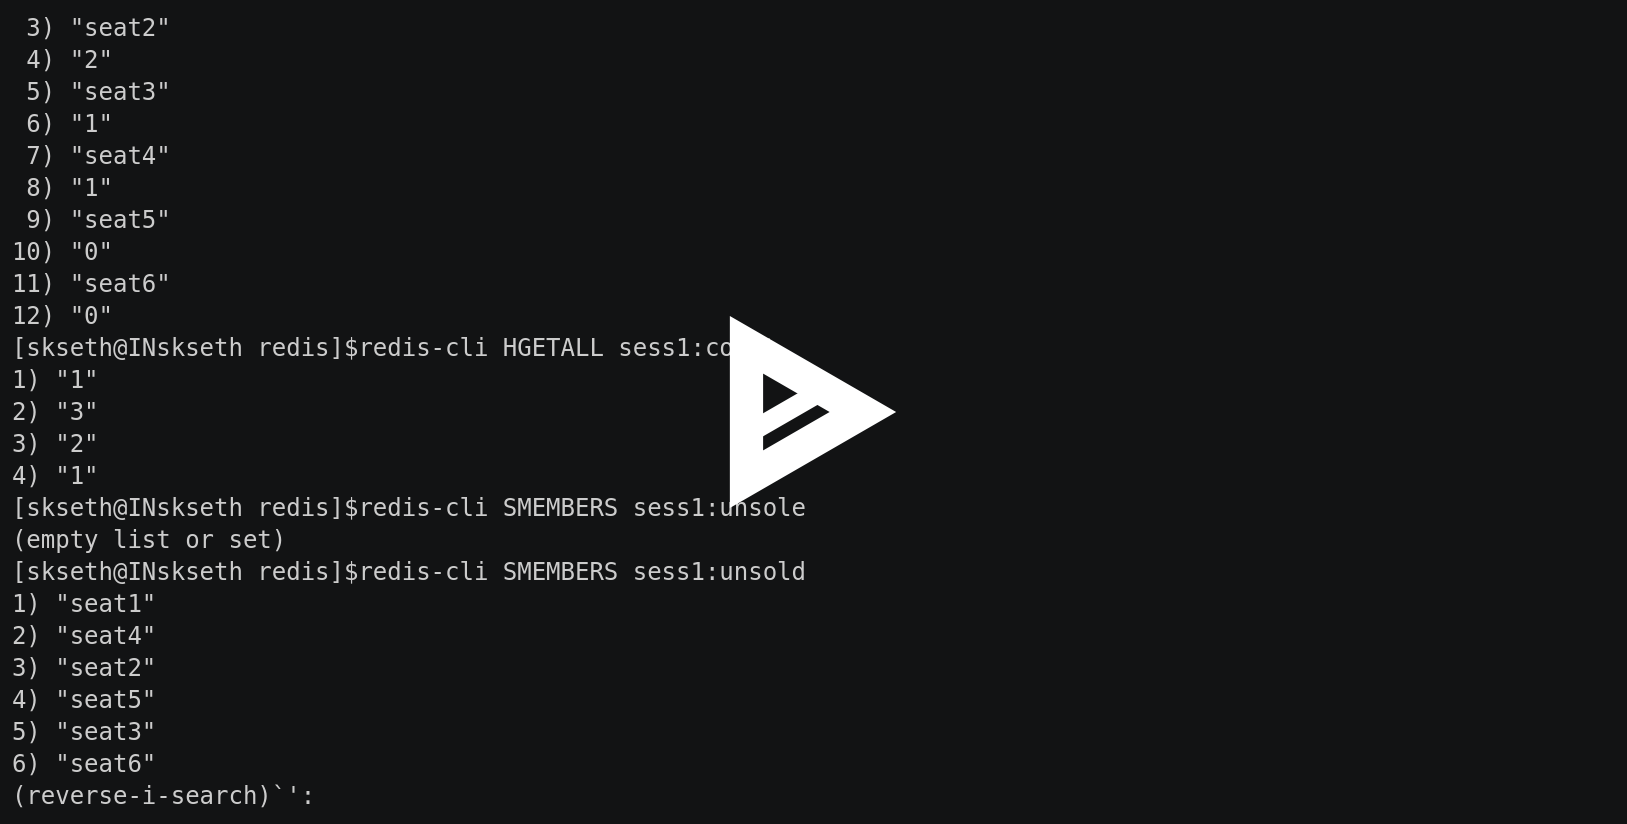 3) "seat2"
4) "2"
5) "seat3"
6) "1"
7) "seat4"
8) "1"
9) "seat5"
10) "0"
11) "seat6"
12) "0"
[skseth@INskseth redis]$redis-cli HGETALL
1) "1"
2) "3"
3) "2"
4) "1"
[skseth@INskseth redis]$redis-cli SMEMBERS sess1:unsole
(empty list or set)
[skseth@INskseth redis]$redis-cli SMEMBERS sess1:unsold
1) "seat1"
2) "seat4"
3) "seat2"
4) "seat5"
5) "seat3"
6) "seat6"
(reverse-i-search)`':